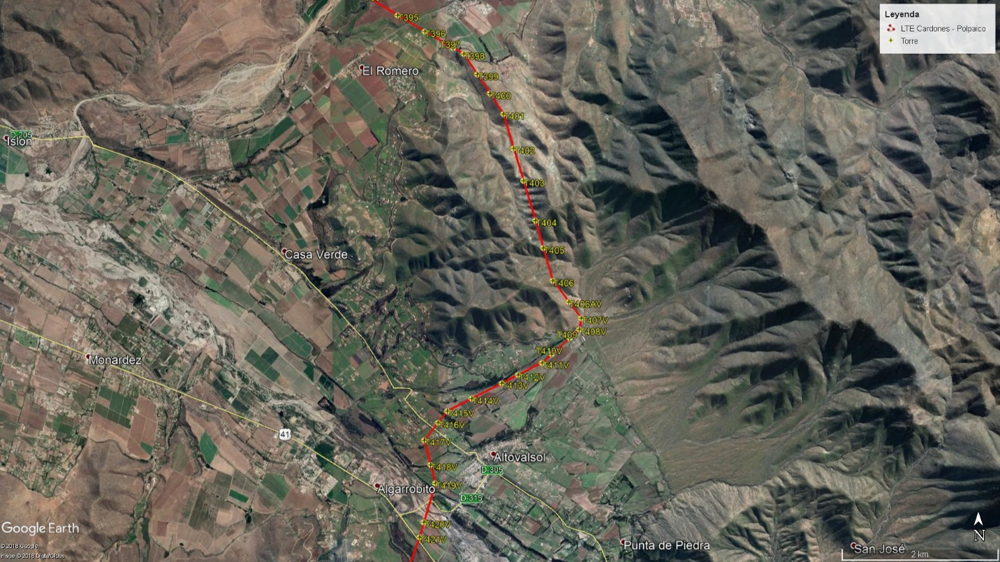 Leyenda
LTE Cardones - Polpaico
Torre
T395
T396
T397
T398
El Romero
T399
T400
T401
D-205
Islon
T402
T403
T404
T405
Casa Verde
T406
T406AV
T407V
T408V
T409
T410V
Monardez
T411V
T412V
T413V
T414V
T415V
T416V
41
T417V
Altovalsol
T418V
D-305
T419V
Algarrobito
D-315
T420V
Google Earth
T421V
Punta de Piedra
N
© 2018 Google
San José
2 km
Image © 2018 DigitalGlobe